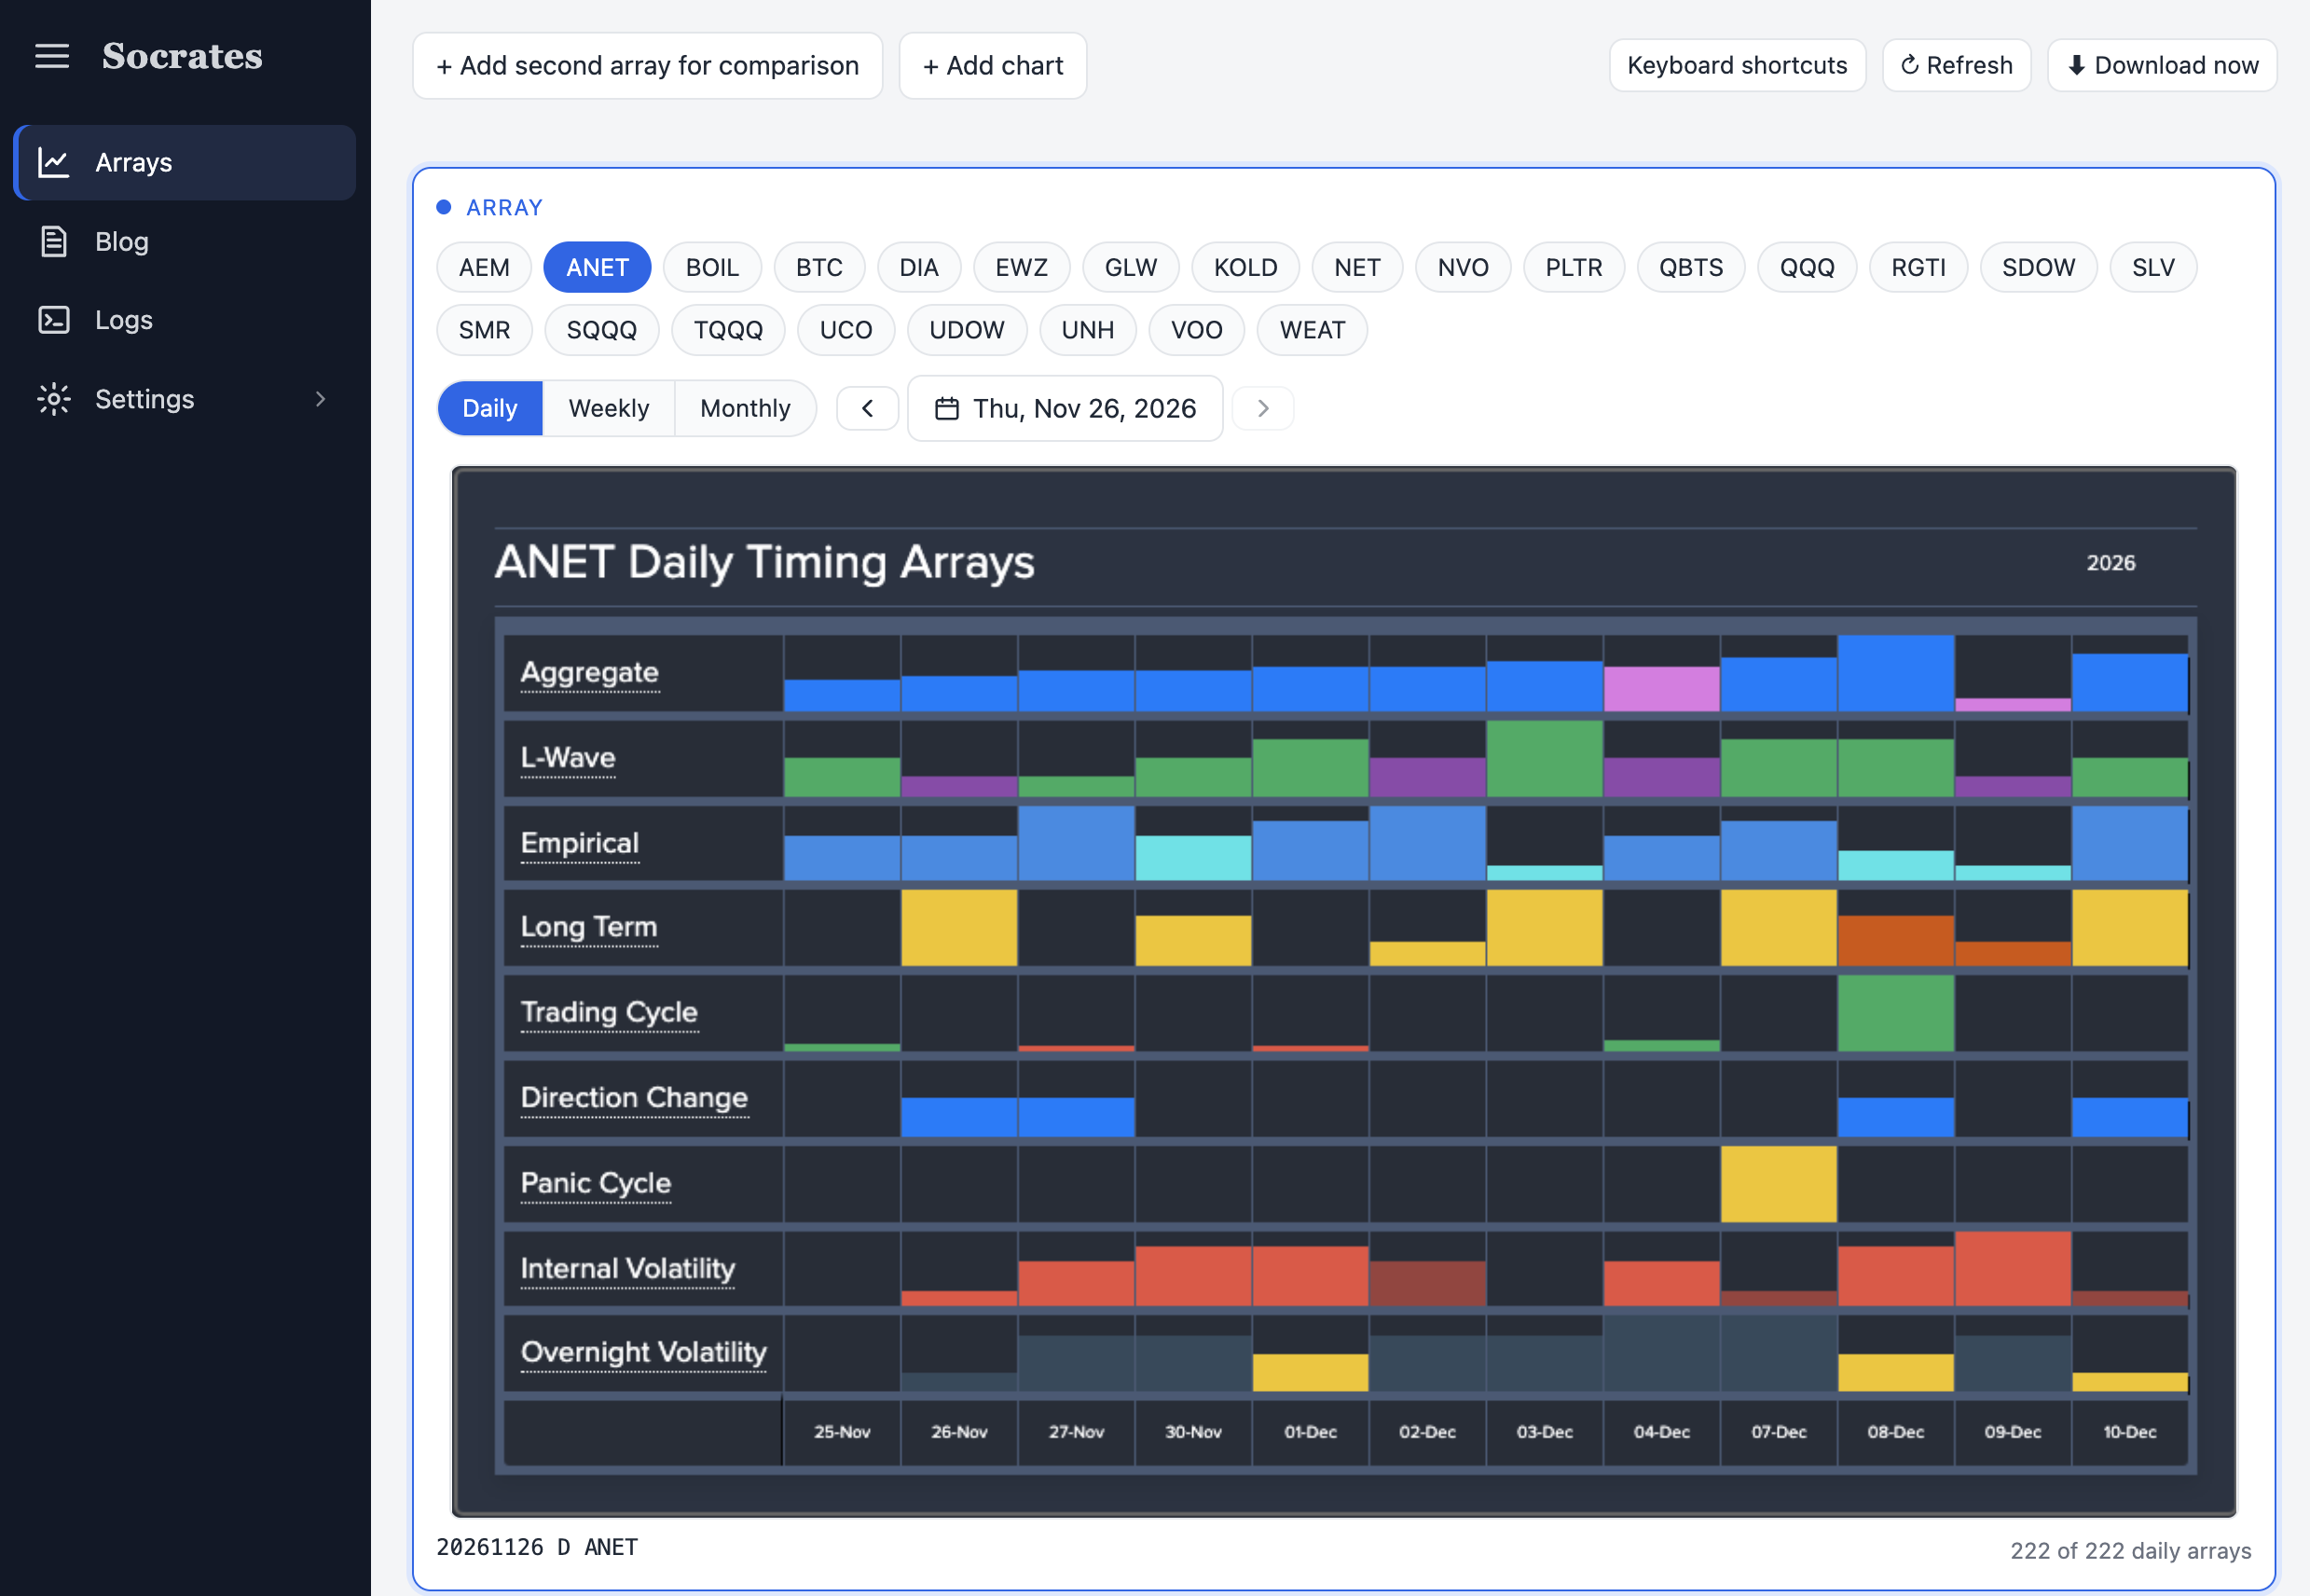 Socrates
Arrays
Blog
Logs
Settings
+ Add second array for comparison
+ Add chart
Keyboard shortcuts
Refresh
Download now
ARRAY
AEM ANET BOIL BTC DIA EWZ GLW KOLD NET NVO PLTR QBTS QQQ RGTI SDOW SLV
SMR SQQQ TQQQ UCO UDOW UNH VOO WEAT
Daily Weekly Monthly Thu, Nov 26, 2026
ANET Daily Timing Arrays 2026
Aggregate
L-Wave
Empirical
Long Term
Trading Cycle
Direction Change
Panic Cycle
Internal Volatility
Overnight Volatility
25-Nov 26-Nov 27-Nov 30-Nov 01-Dec 02-Dec 03-Dec 04-Dec 07-Dec 08-Dec 09-Dec 10-Dec
20261126 D ANET
222 of 222 daily arrays